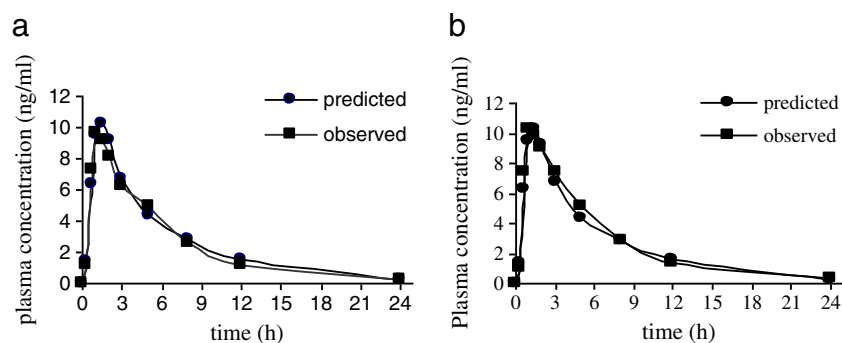 a
plasma concentration (ng/ml)
12
10
8
6
4
2
0
predicted
observed
0 3 6 9 12 15 18 21 24
time (h)
b
Plasma concentration (ng/ml)
12
10
8
6
4
2
0
predicted
observed
0 3 6 9 12 15 18 21 24
time (h)